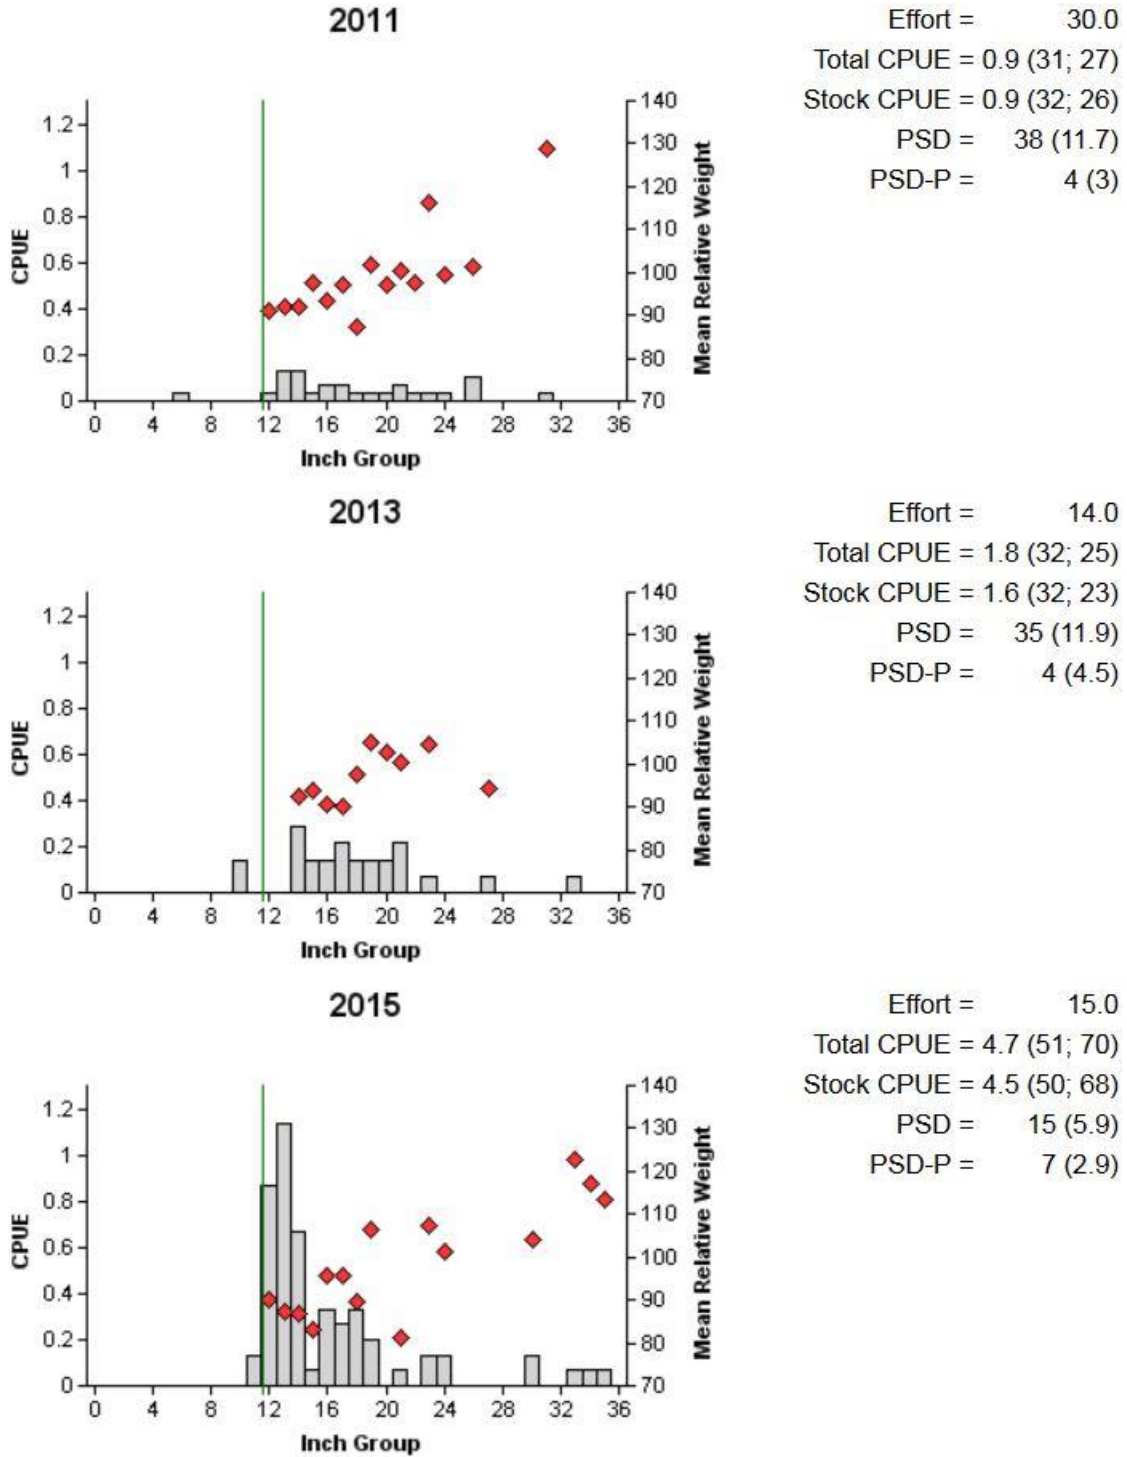 2011
Effort = 30.0
Total CPUE = 0.9 (31; 27)
Stock CPUE = 0.9 (32; 26)
PSD = 38 (11.7)
PSD-P = 4 (3)
CPUE
1.2
1
0.8
0.6
0.4
0.2
0
140
130
120
110
100
90
80
70
Mean Relative Weight
0 4 8 12 16 20 24 28 32 36
Inch Group
2013
Effort = 14.0
Total CPUE = 1.8 (32; 25)
Stock CPUE = 1.6 (32; 23)
PSD = 35 (11.9)
PSD-P = 4 (4.5)
CPUE
1.2
1
0.8
0.6
0.4
0.2
0
140
130
120
110
100
90
80
70
Mean Relative Weight
0 4 8 12 16 20 24 28 32 36
Inch Group
2015
Effort = 15.0
Total CPUE = 4.7 (51; 70)
Stock CPUE = 4.5 (50; 68)
PSD = 15 (5.9)
PSD-P = 7 (2.9)
CPUE
1.2
1
0.8
0.6
0.4
0.2
0
140
130
120
110
100
90
80
70
Mean Relative Weight
0 4 8 12 16 20 24 28 32 36
Inch Group